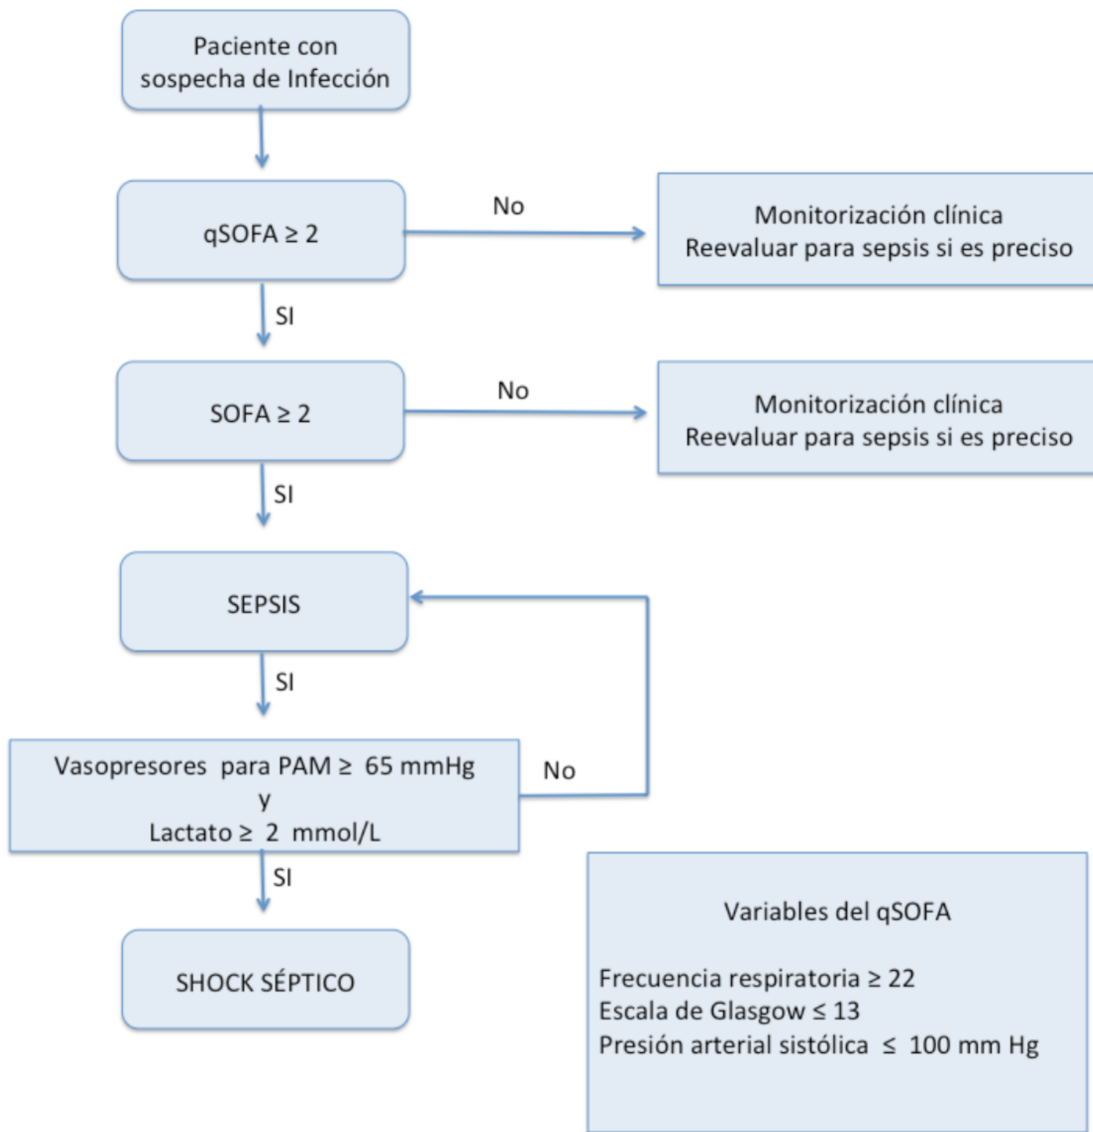 Paciente con
sospecha de Infección
qSOFA ≥ 2
No
Monitorización clínica
Reevaluar para sepsis si es preciso
SI
SOFA ≥ 2
No
Monitorización clínica
Reevaluar para sepsis si es preciso
SI
SEPSIS
SI
Vasopresores para PAM ≥ 65 mmHg
y
Lactato ≥ 2 mmol/L
No
SI
SHOCK SÉPTICO
Variables del qSOFA
Frecuencia respiratoria ≥ 22
Escala de Glasgow ≤ 13
Presión arterial sistólica ≤ 100 mm Hg